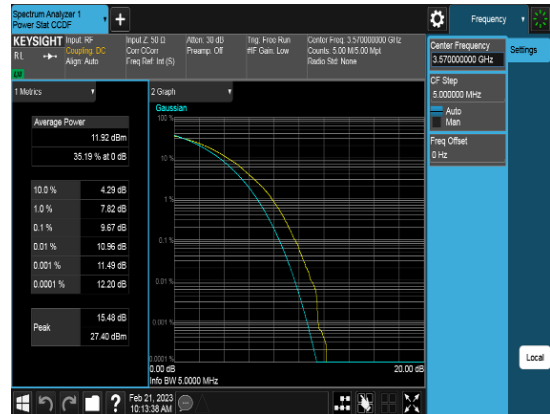 Spectrum Analyzer 1
Power Stat CCDF
+
Frequency
KEYSIGHT
RL
Input: RF
Coupling: DC
Align: Auto
Input Z: 50 Ω
Corr CCorr
Freq Ref: Int (S)
Atten: 30 dB
Preamp: Off
Trig: Free Run
#IF Gain: Low
Center Freq: 3.570000000 GHz
Counts: 5.00 M/5.00 Mpt
Radio Std: None
Center Frequency
3.570000000 GHz
Settings
CF Step
5.000000 MHz
Auto
Man
Freq Offset
0 Hz
1 Metrics
Average Power
11.92 dBm
35.19 % at 0 dB
10.0 % 4.29 dB
1.0 % 7.82 dB
0.1 % 9.67 dB
0.01 % 10.96 dB
0.001 % 11.49 dB
0.0001 % 12.20 dB
Peak
15.48 dB
27.40 dBm
2 Graph
Gaussian
100 %
10 %
1 %
0.1 %
0.01 %
0.001 %
0.0001 %
0.00 dB 20.00 dB
Info BW 5.0000 MHz
Local
?
Feb 21, 2023
10:13:38 AM